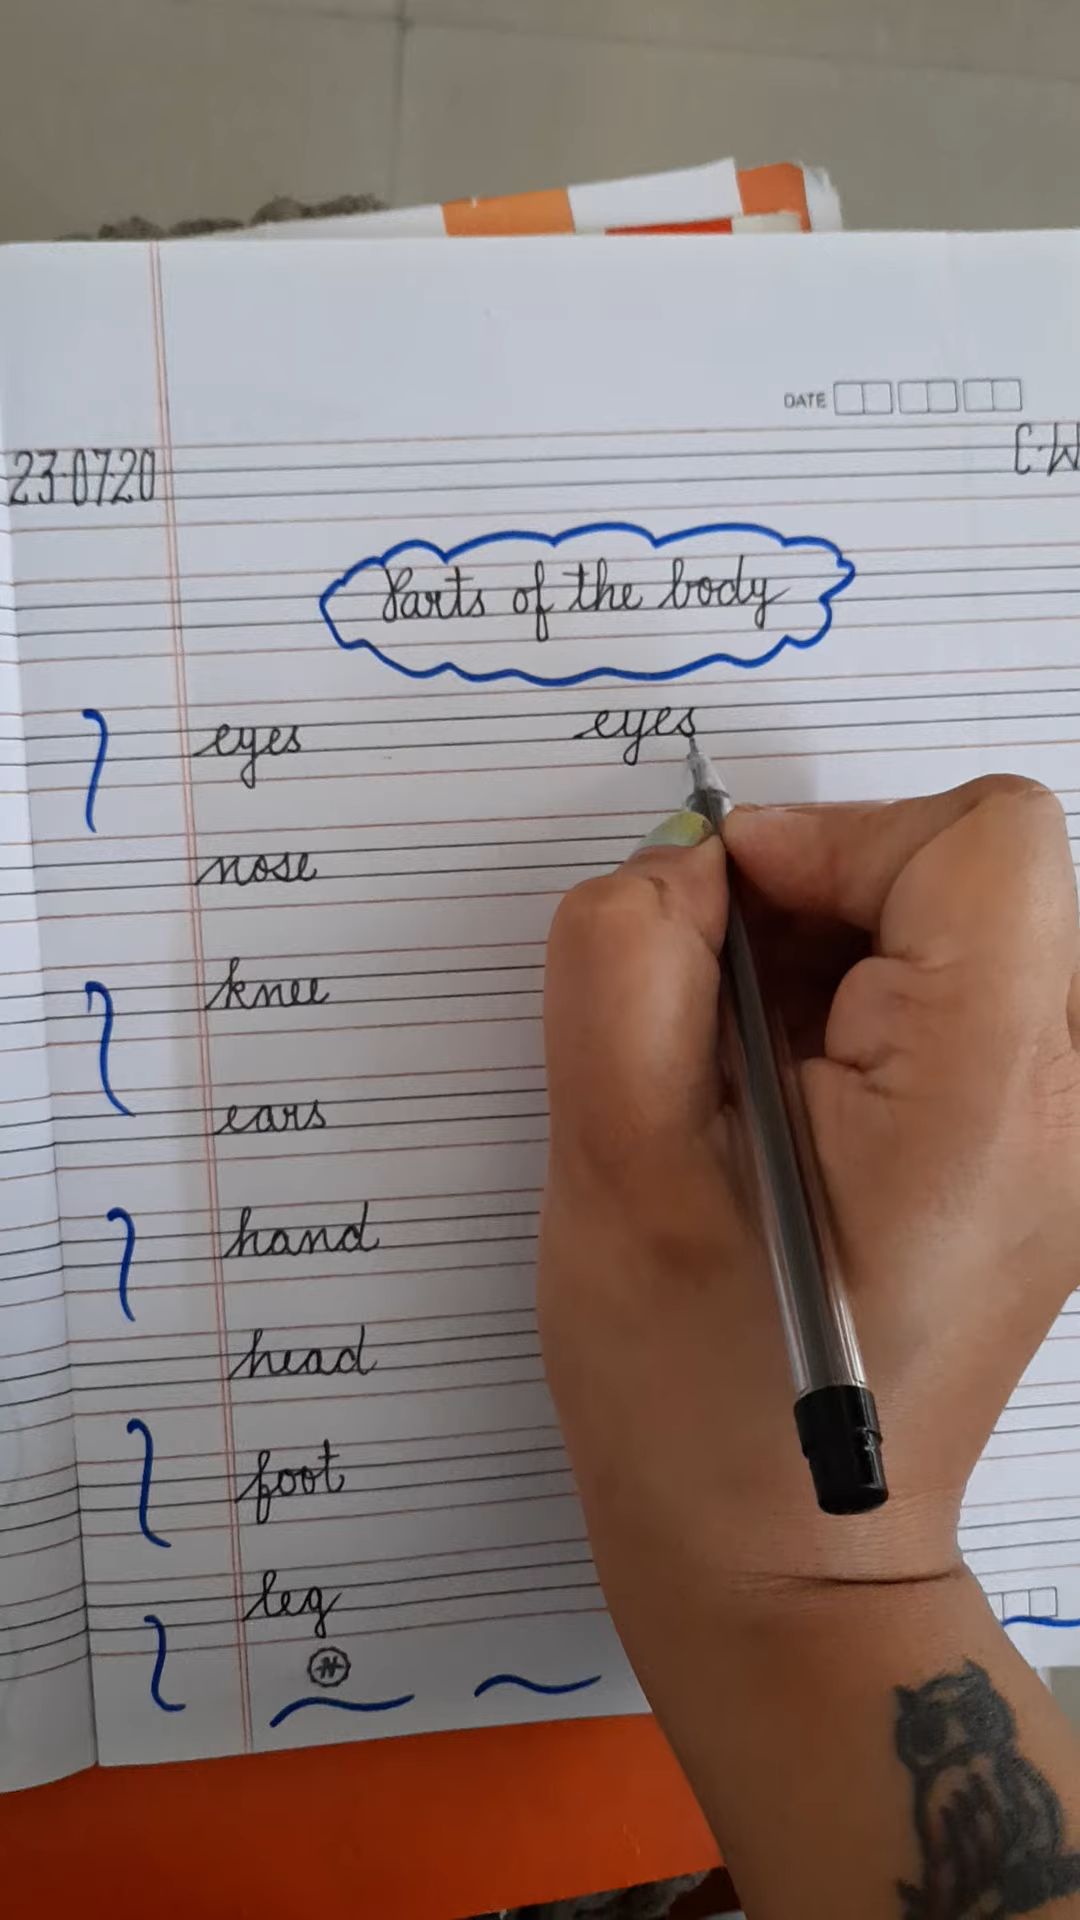 DATE
23-07-20 C.W
Parts of the body
eyes eyes
nose
knee
ears
hand
head
foot
leg